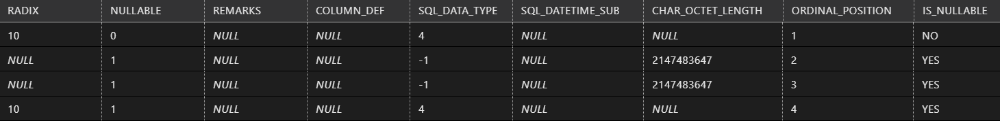 RADIX NULLABLE REMARKS COLUMN_DEF SQL_DATA_TYPE SQL_DATETIME_SUB CHAR_OCTET_LENGTH ORDINAL_POSITION IS_NULLABLE
10 0 NULL NULL 4 NULL NULL 1 NO
NULL 1 NULL NULL -1 NULL 2147483647 2 YES
NULL 1 NULL NULL -1 NULL 2147483647 3 YES
10 1 NULL NULL 4 NULL NULL 4 YES